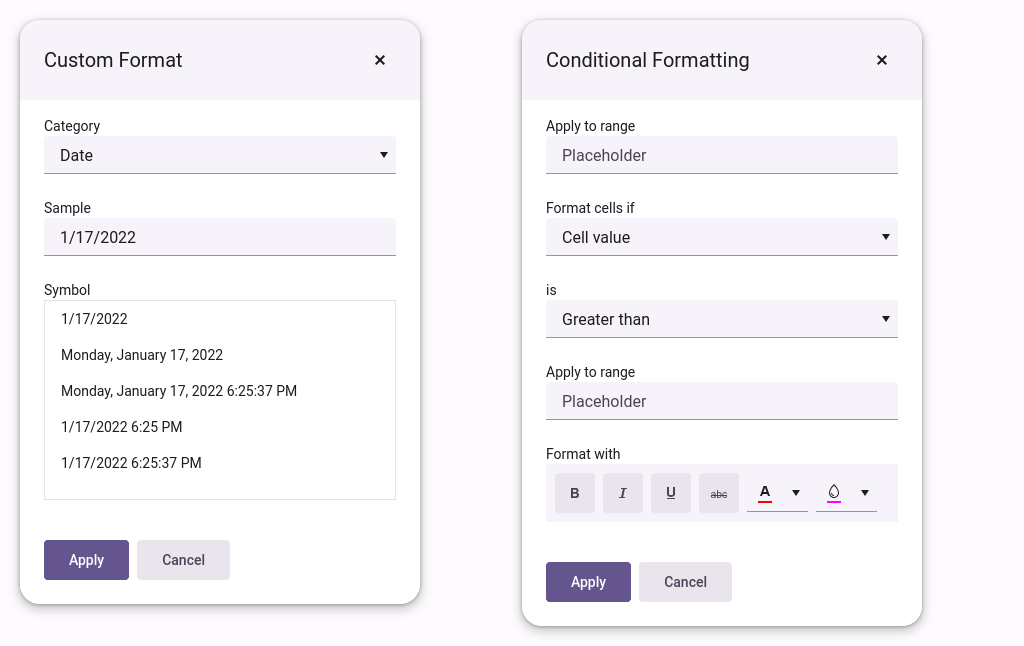 Custom Format
Category
Date
Sample
1/17/2022
Symbol
1/17/2022
Monday, January 17, 2022
Monday, January 17, 2022 6:25:37 PM
1/17/2022 6:25 PM
1/17/2022 6:25:37 PM
Apply Cancel
Conditional Formatting
Apply to range
Placeholder
Format cells if
Cell value
is
Greater than
Apply to range
Placeholder
Format with
B I U abc A
Apply Cancel